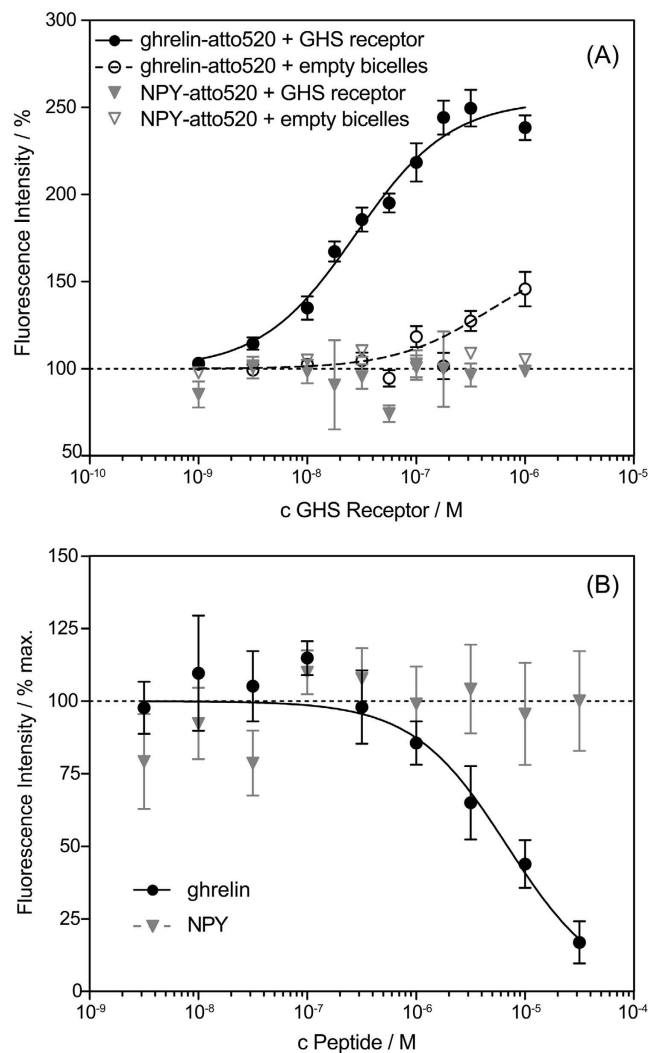 (A)
ghrelin-atto520 + GHS receptor
ghrelin-atto520 + empty bicelles
NPY-atto520 + GHS receptor
NPY-atto520 + empty bicelles
Fluorescence Intensity / %
300
250
200
150
100
50
10⁻¹⁰ 10⁻⁹ 10⁻⁸ 10⁻⁷ 10⁻⁶ 10⁻⁵
c GHS Receptor / M
(B)
Fluorescence Intensity / % max.
150
125
100
75
50
25
0
ghrelin
NPY
10⁻⁹ 10⁻⁸ 10⁻⁷ 10⁻⁶ 10⁻⁵ 10⁻⁴
c Peptide / M